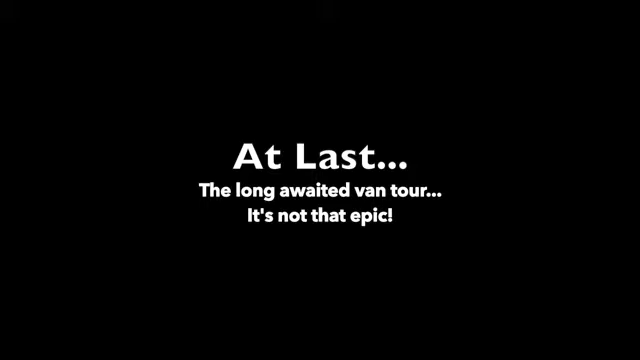 At Last...
The long awaited van tour...
It's not that epic!